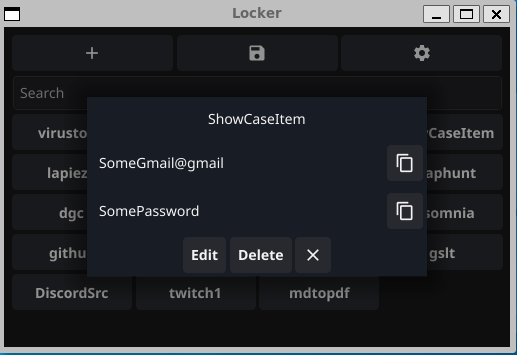 Locker
Search
virusto
CaseItem
lapiez
aphunt
dgc
somnia
githu
gslt
ShowCaseItem
SomeGmail@gmail
SomePassword
Edit Delete
DiscordSrc twitch1 mdtopdf